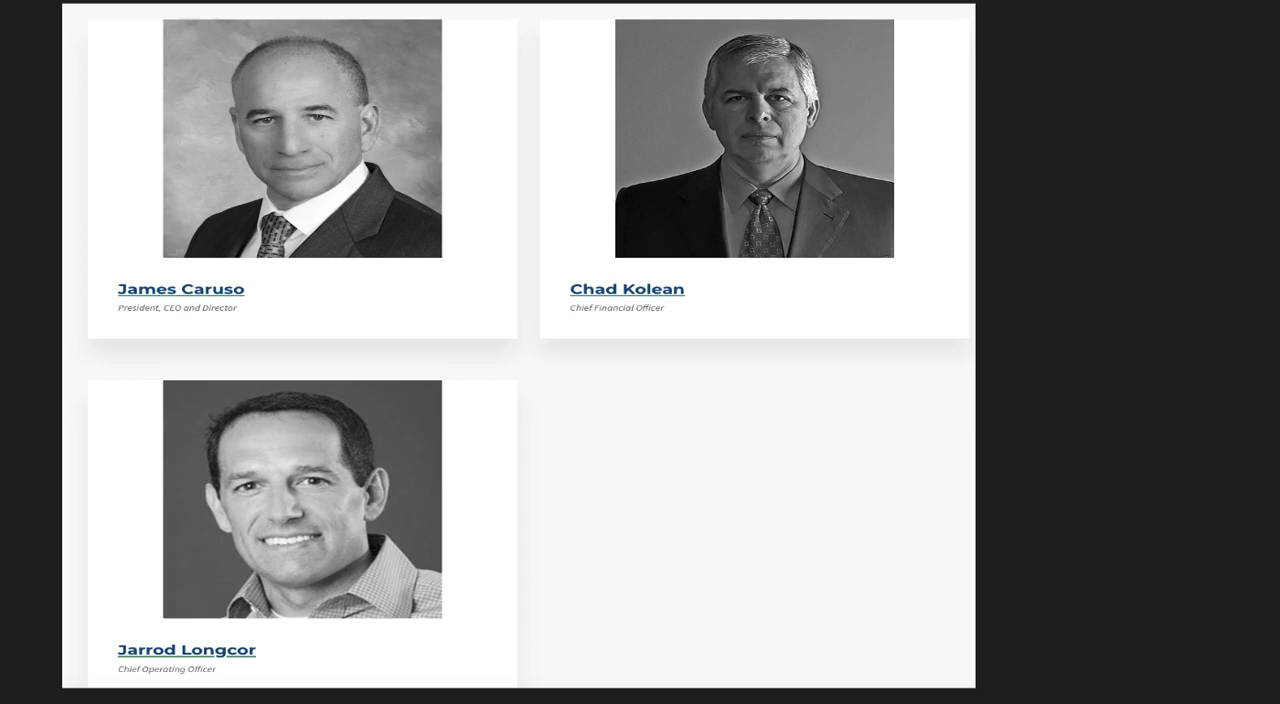 James Caruso
President, CEO and Director
Chad Kolean
Chief Financial Officer
Jarrod Longcor
Chief Operating Officer